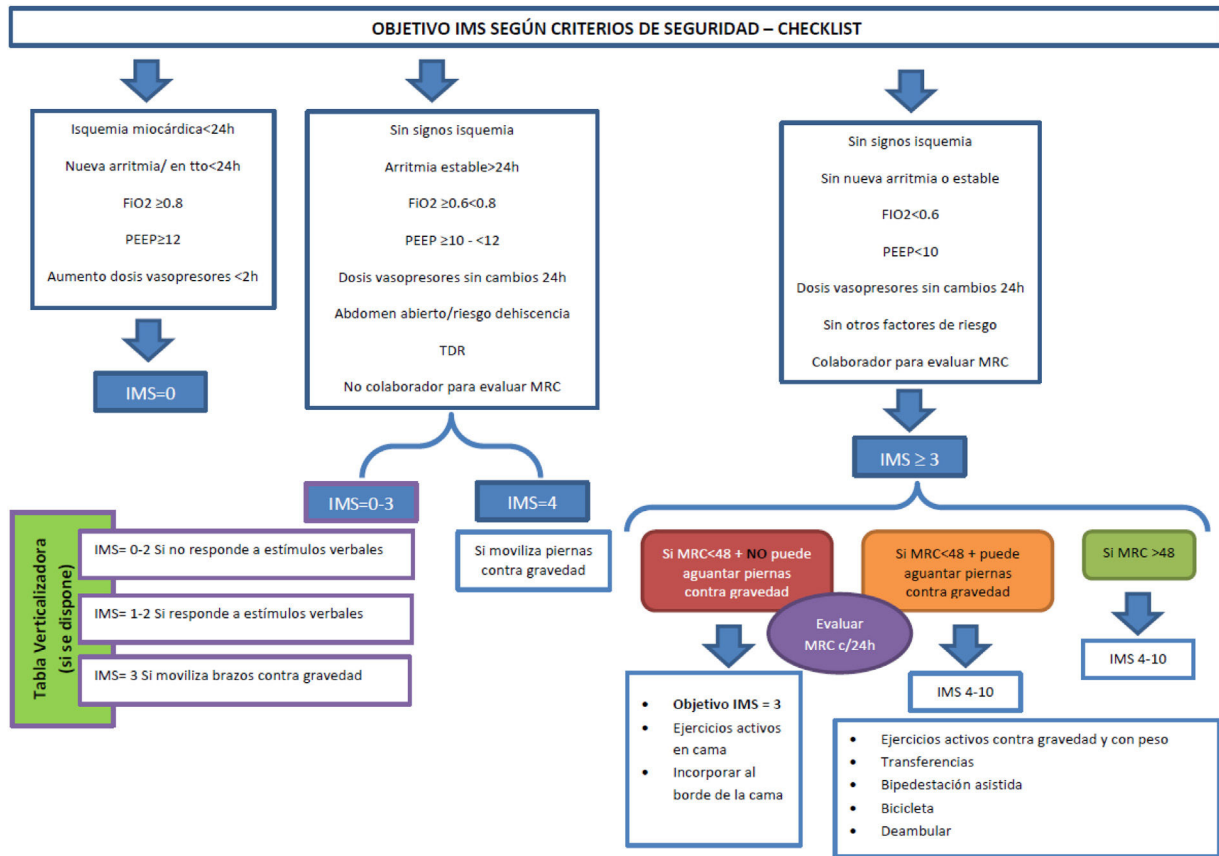 OBJETIVO IMS SEGÚN CRITERIOS DE SEGURIDAD – CHECKLIST
Isquemia miocárdica<24h
Nueva arritmia/ en tto<24h
FiO2 ≥0.8
PEEP≥12
Aumento dosis vasopresores <2h
IMS=0
Sin signos isquemia
Arritmia estable>24h
FiO2 ≥0.6<0.8
PEEP ≥10 - <12
Dosis vasopresores sin cambios 24h
Abdomen abierto/riesgo dehiscencia
TDR
No colaborador para evaluar MRC
IMS=0-3
IMS=4
Si moviliza piernas
contra gravedad
Tabla Verticalizadora
(si se dispone)
IMS= 0-2 Si no responde a estímulos verbales
IMS= 1-2 Si responde a estímulos verbales
IMS= 3 Si moviliza brazos contra gravedad
Sin signos isquemia
Sin nueva arritmia o estable
FIO2<0.6
PEEP<10
Dosis vasopresores sin cambios 24h
Sin otros factores de riesgo
Colaborador para evaluar MRC
IMS ≥ 3
Si MRC<48 + NO puede
aguantar piernas
contra gravedad
Si MRC<48 + puede
aguantar piernas
contra gravedad
Si MRC >48
Evaluar
MRC c/24h
• Objetivo IMS = 3
• Ejercicios activos
en cama
• Incorporar al
borde de la cama
IMS 4-10
IMS 4-10
• Ejercicios activos contra gravedad y con peso
• Transferencias
• Bipedestación asistida
• Bicicleta
• Deambular